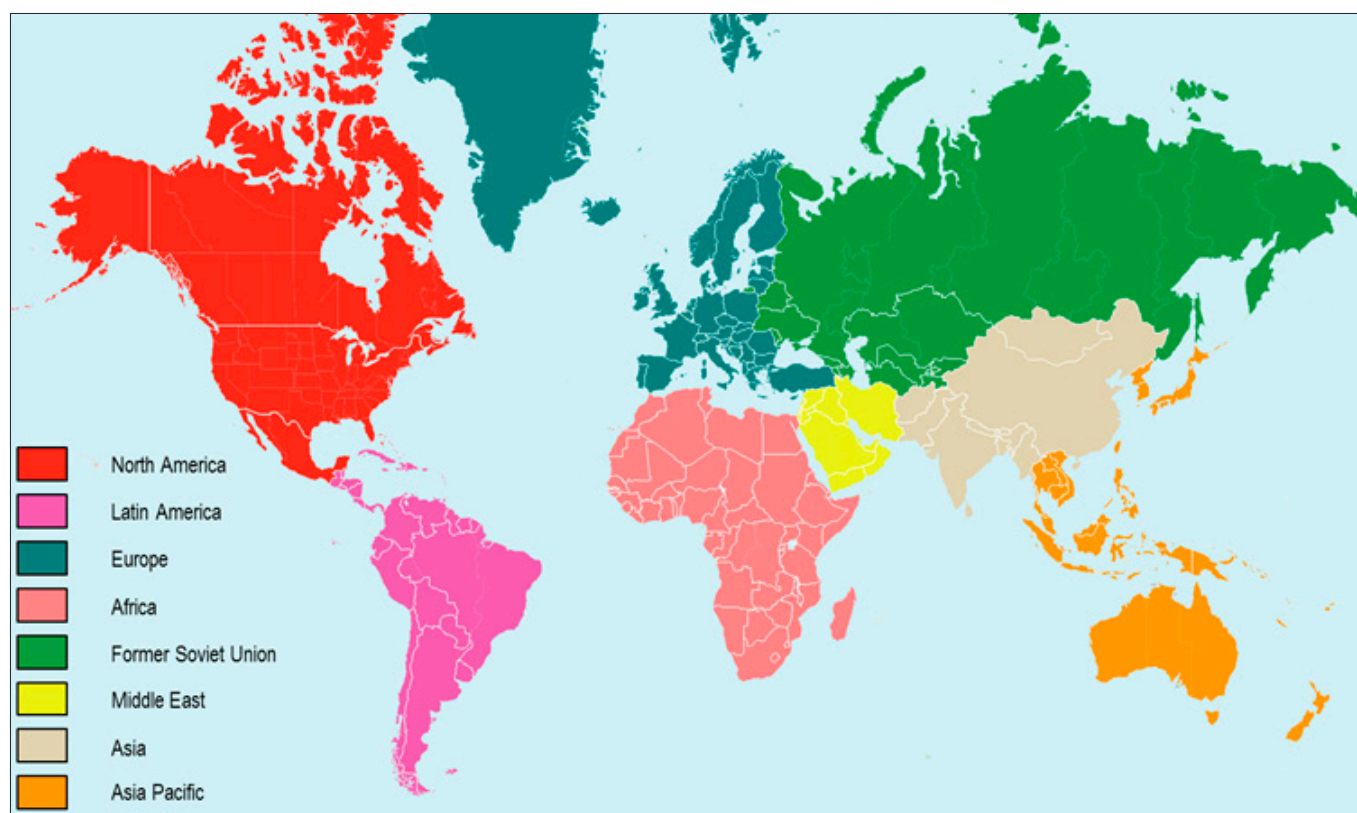 North America
Latin America
Europe
Africa
Former Soviet Union
Middle East
Asia
Asia Pacific